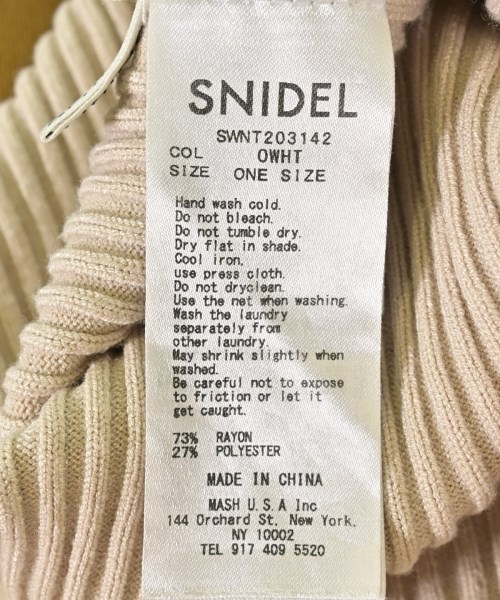 SNIDEL
SWNT203142
COL OWHT
SIZE ONE SIZE
Hand wash cold.
Do not bleach.
Do not tumble dry.
Dry flat in shade.
Cool iron.
use press cloth.
Do not dryclean.
Use the net when washing.
Wash the laundry
separately from
other laundry.
May shrink slightly when
washed.
Be careful not to expose
to friction or let it
get caught.
73% RAYON
27% POLYESTER
MADE IN CHINA
MASH U.S.A Inc
144 Orchard St. New York.
NY 10002
TEL 917 409 5520